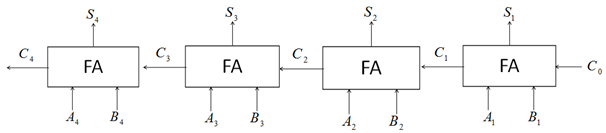 S₄ S₃ S₂ S₁
C₄ FA C₃ FA C₂ FA C₁ FA C₀
A₄ B₄ A₃ B₃ A₂ B₂ A₁ B₁